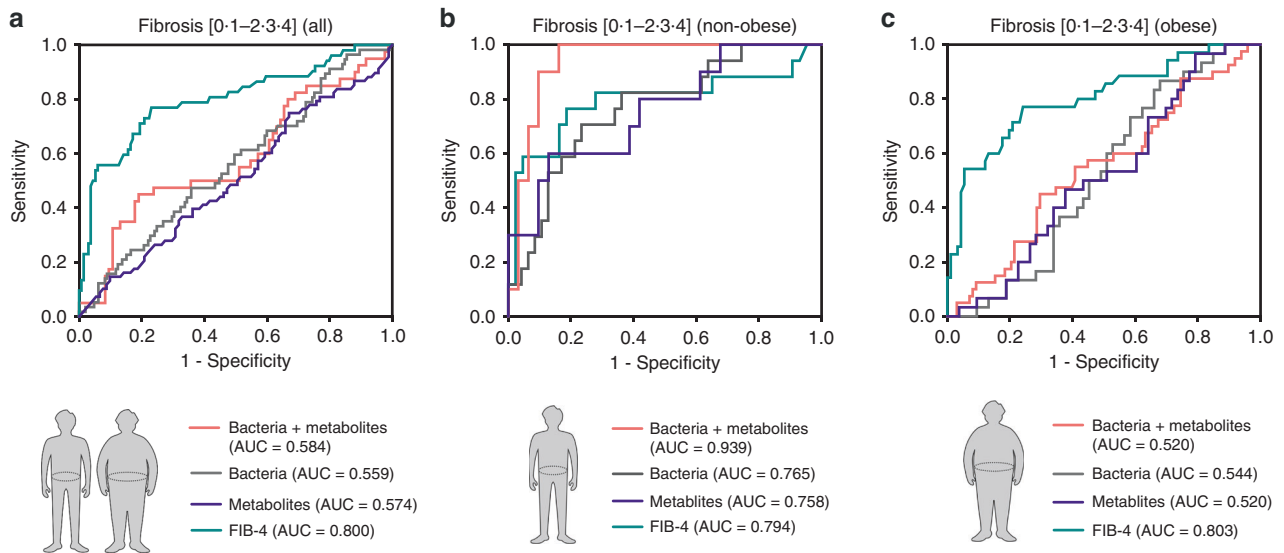 a
Fibrosis [0·1–2·3·4] (all)
1.0
0.8
0.6
0.4
0.2
0.0
Sensitivity
0.0 0.2 0.4 0.6 0.8 1.0
1 - Specificity
Bacteria + metabolites
(AUC = 0.584)
Bacteria (AUC = 0.559)
Metabolites (AUC = 0.574)
FIB-4 (AUC = 0.800)
b
Fibrosis [0·1–2·3·4] (non-obese)
1.0
0.8
0.6
0.4
0.2
0.0
Sensitivity
0.0 0.2 0.4 0.6 0.8 1.0
1 - Specificity
Bacteria + metabolites
(AUC = 0.939)
Bacteria (AUC = 0.765)
Metablites (AUC = 0.758)
FIB-4 (AUC = 0.794)
c
Fibrosis [0·1–2·3·4] (obese)
1.0
0.8
0.6
0.4
0.2
0.0
Sensitivity
0.0 0.2 0.4 0.6 0.8 1.0
1 - Specificity
Bacteria + metabolites
(AUC = 0.520)
Bacteria (AUC = 0.544)
Metablites (AUC = 0.520)
FIB-4 (AUC = 0.803)